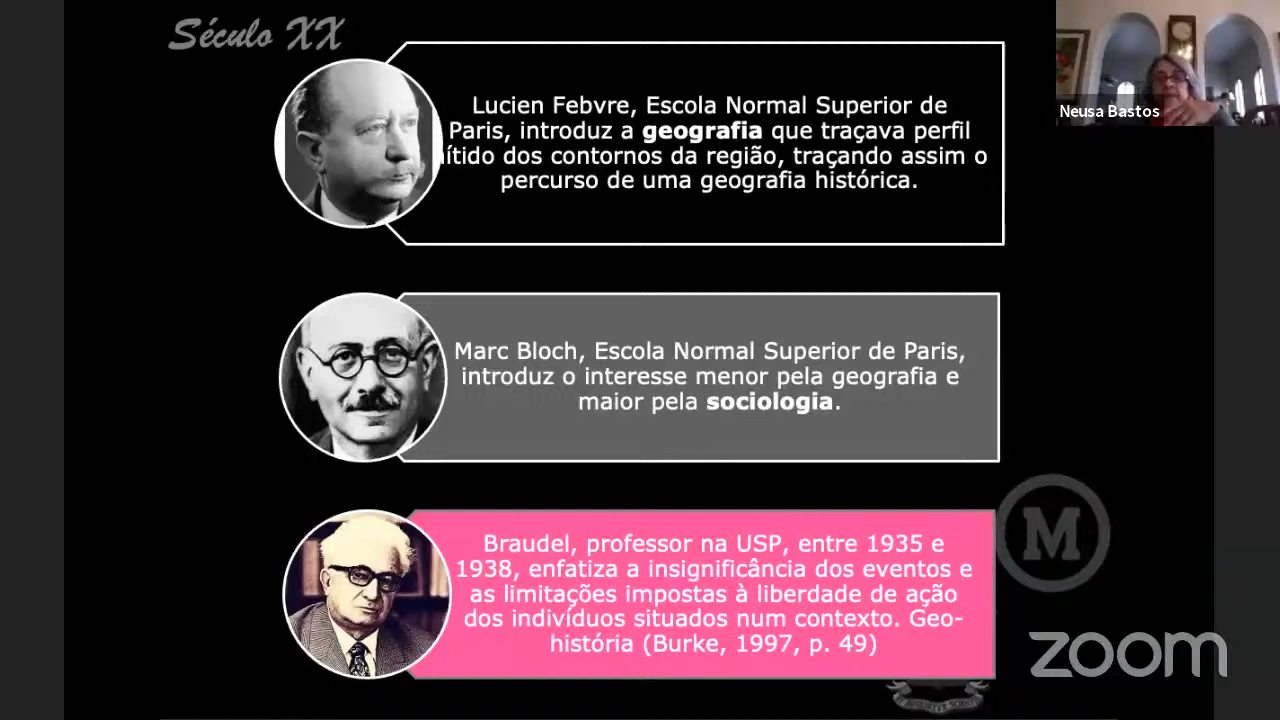 Século XX
Neusa Bastos
Lucien Febvre, Escola Normal Superior de
Paris, introduz a geografia que traçava perfil
ítido dos contornos da região, traçando assim o
percurso de uma geografia histórica.
Marc Bloch, Escola Normal Superior de Paris,
introduz o interesse menor pela geografia e
maior pela sociologia.
Braudel, professor na USP, entre 1935 e
1938, enfatiza a insignificância dos eventos e
as limitações impostas à liberdade de ação
dos indivíduos situados num contexto. Geo-
história (Burke, 1997, p. 49)
M
zoom